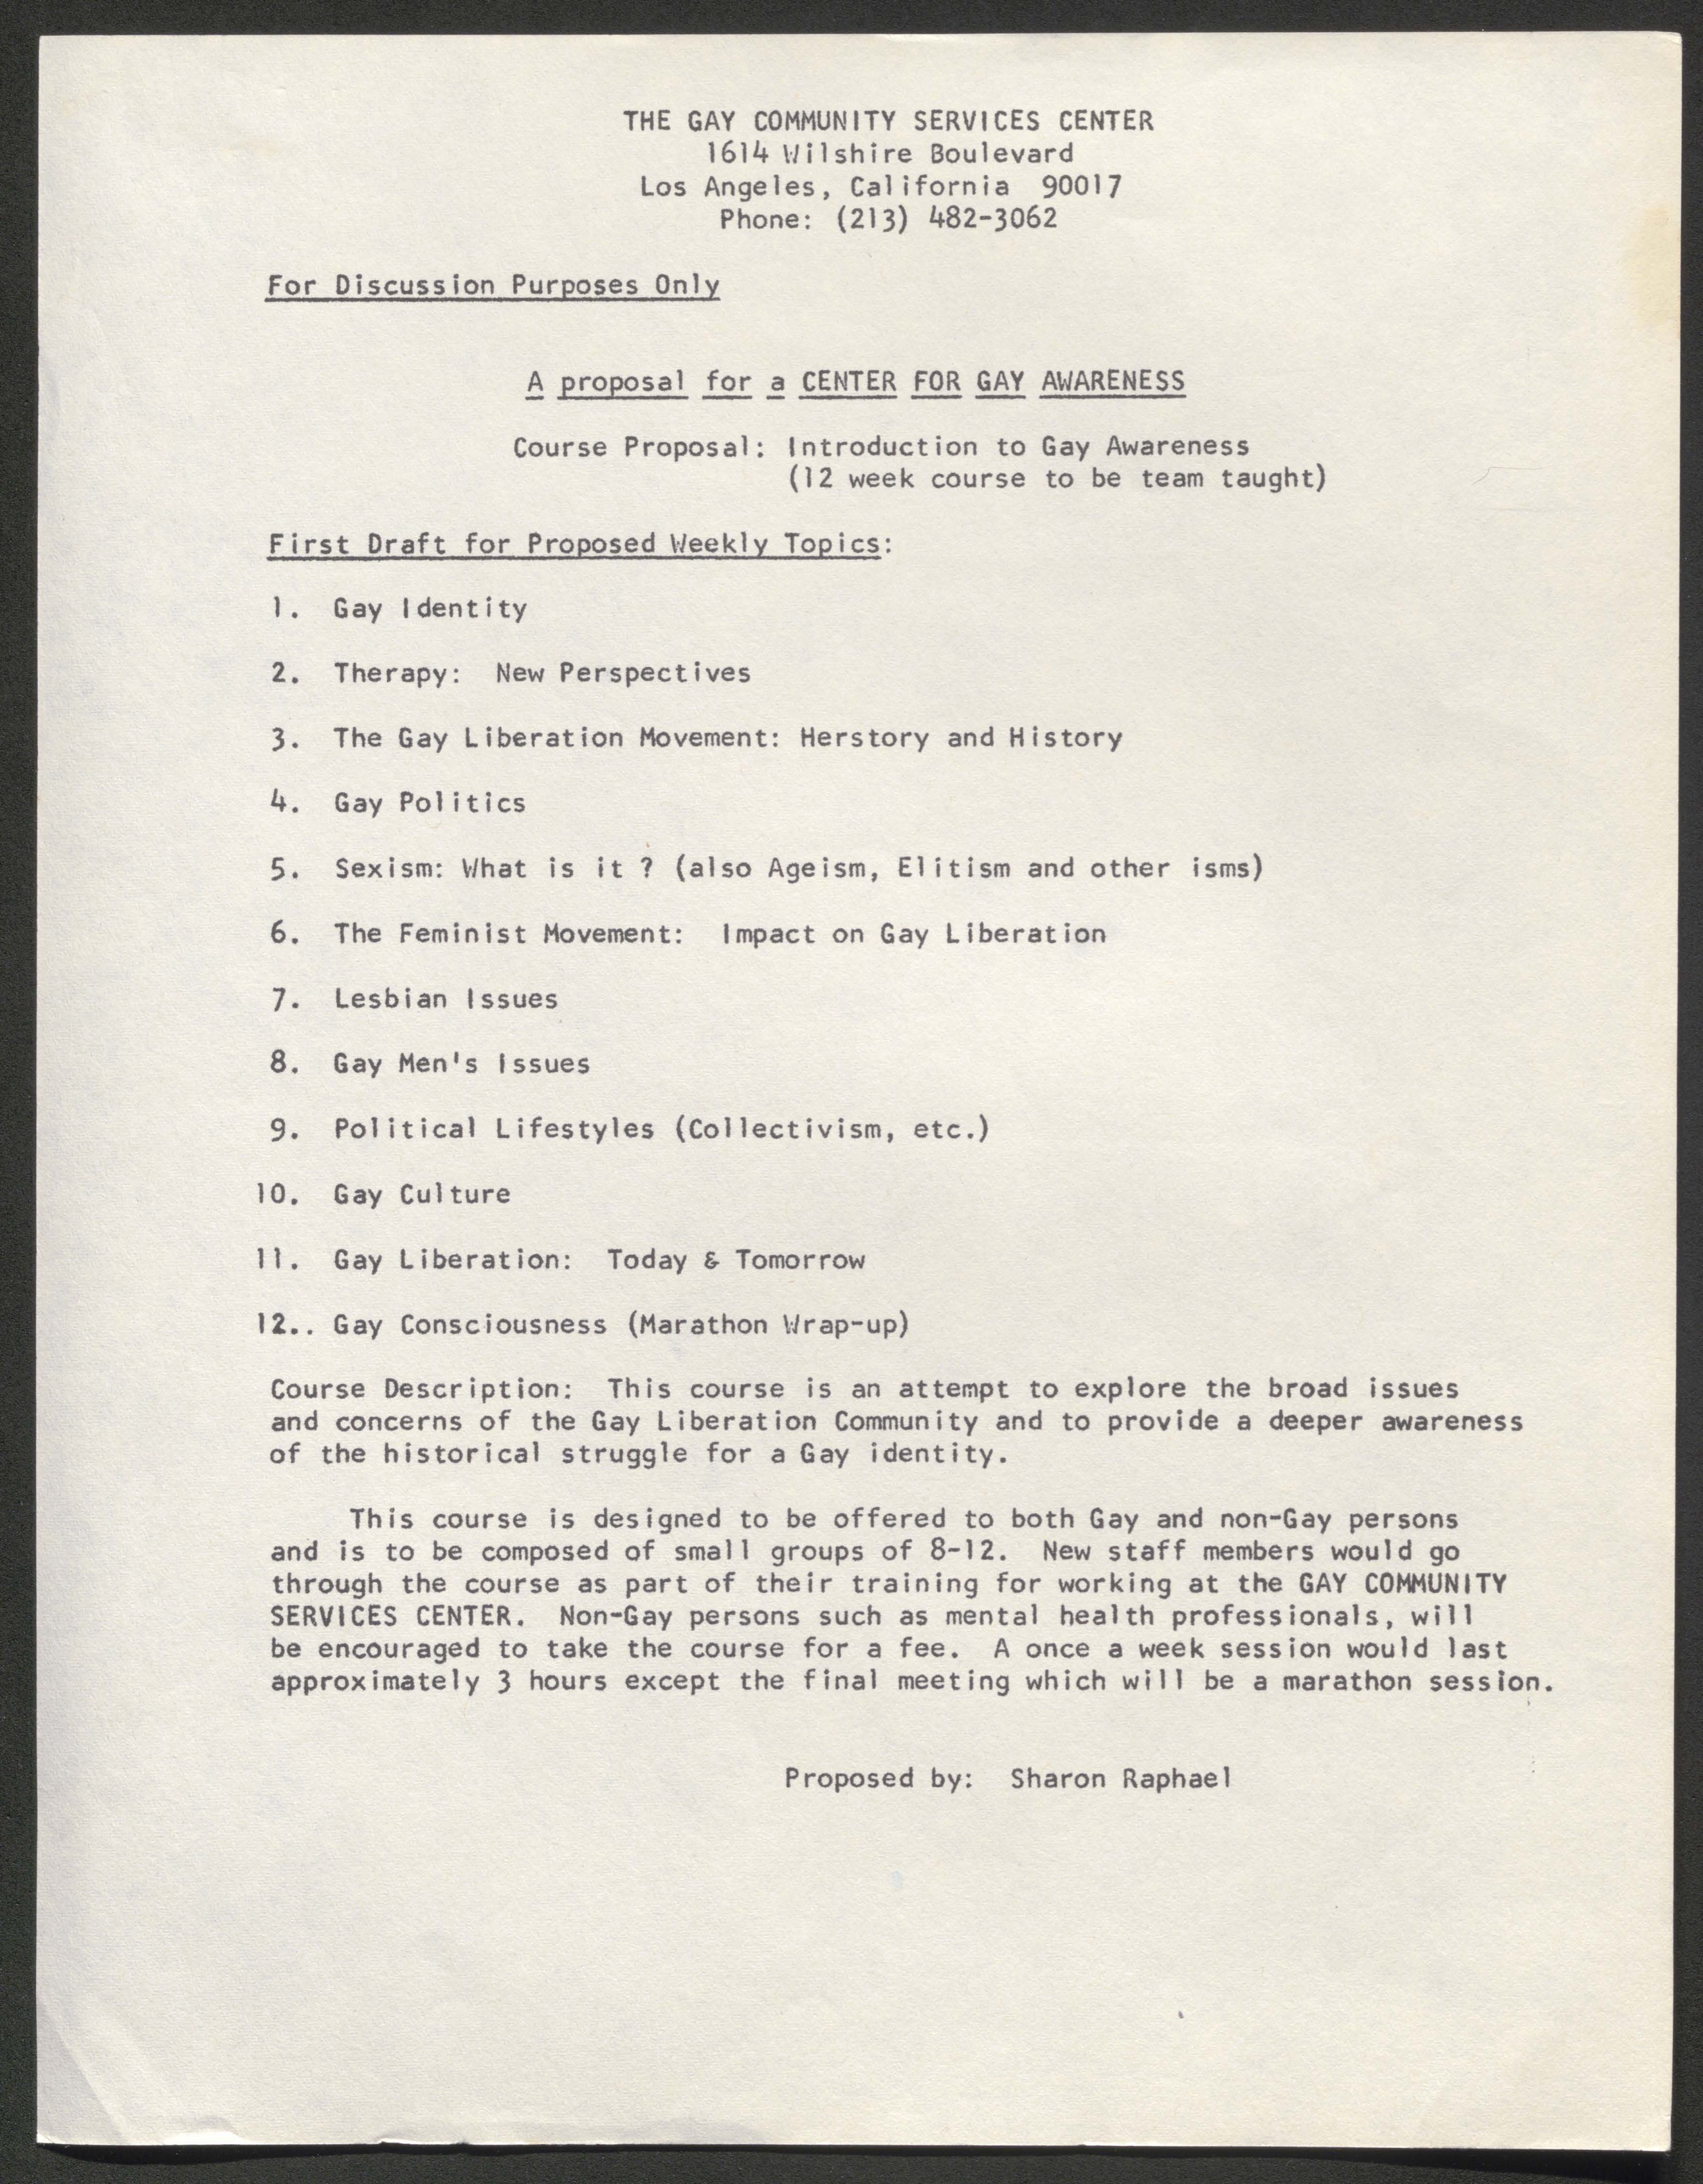 THE GAY COMMUNITY SERVICES CENTER
1614 Wilshire Boulevard
Los Angeles, California  90017
Phone: (213) 482-3062
For Discussion Purposes Only
A proposal for a CENTER FOR GAY AWARENESS
Course Proposal: Introduction to Gay Awareness
(12 week course to be team taught)
First Draft for Proposed Weekly Topics:
1. Gay Identity
2. Therapy:  New Perspectives
3. The Gay Liberation Movement: Herstory and History
4. Gay Politics
5. Sexism: What is it ? (also Ageism, Elitism and other isms)
6. The Feminist Movement:  Impact on Gay Liberation
7. Lesbian Issues
8. Gay Men's Issues
9. Political Lifestyles (Collectivism, etc.)
10. Gay Culture
11. Gay Liberation:  Today & Tomorrow
12.. Gay Consciousness (Marathon Wrap-up)
Course Description:  This course is an attempt to explore the broad issues
and concerns of the Gay Liberation Community and to provide a deeper awareness
of the historical struggle for a Gay identity.
This course is designed to be offered to both Gay and non-Gay persons
and is to be composed of small groups of 8-12.  New staff members would go
through the course as part of their training for working at the GAY COMMUNITY
SERVICES CENTER.  Non-Gay persons such as mental health professionals, will
be encouraged to take the course for a fee.  A once a week session would last
approximately 3 hours except the final meeting which will be a marathon session.
Proposed by:  Sharon Raphael